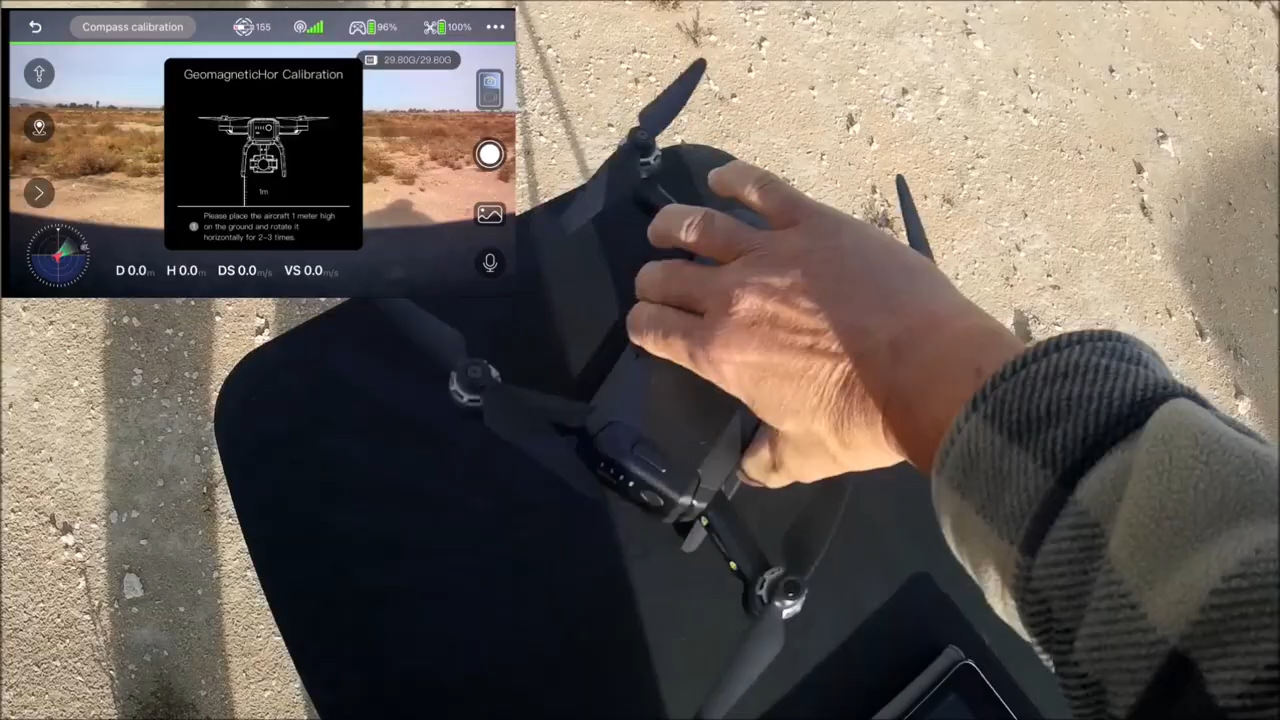 Compass calibration
155
96%
100%
29.80G/29.80G
GeomagneticHor Calibration
1m
1 Please place the aircraft 1 meter high
on the ground and rotate it
horizontally for 2-3 times.
D 0.0m H 0.0m DS 0.0m/s VS 0.0m/s